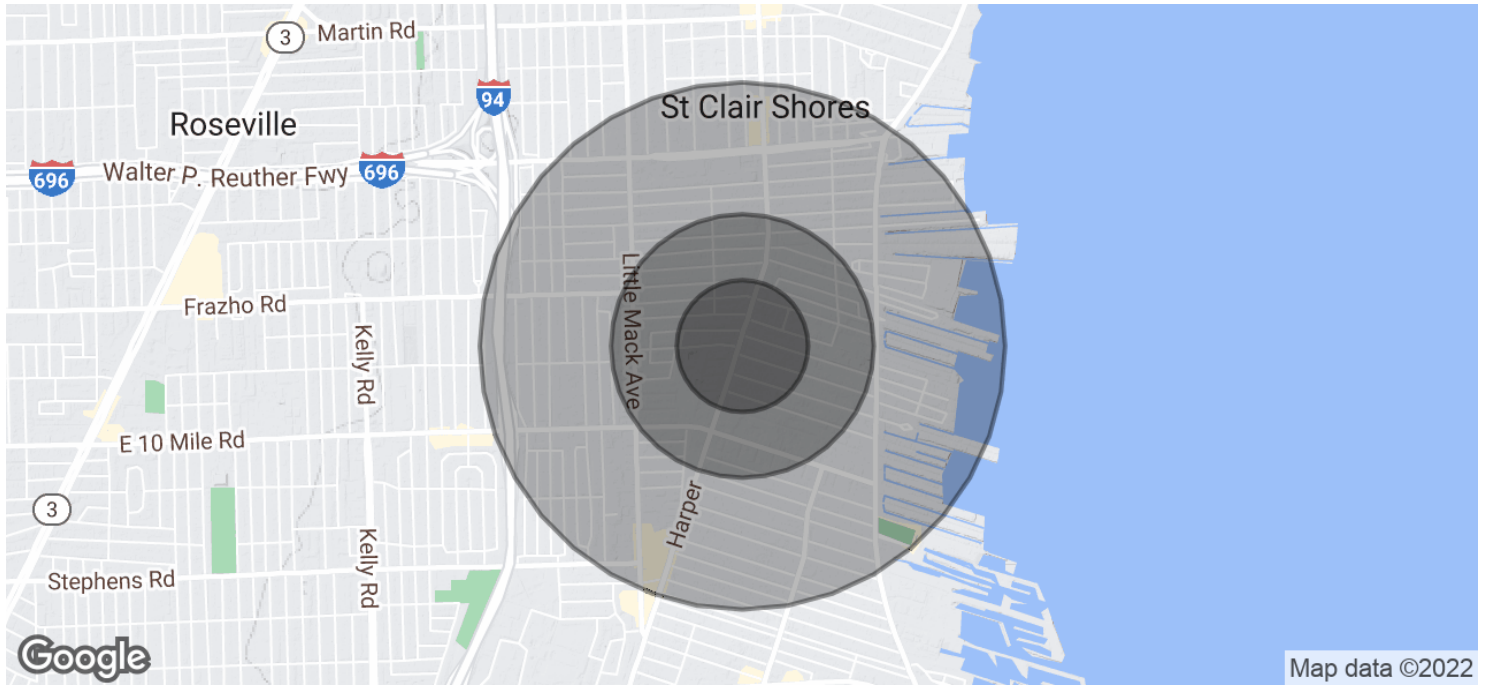 3
Martin Rd
94
St Clair Shores
Roseville
696
Walter P. Reuther Fwy
696
Little Mack Ave
Frazho Rd
Kelly Rd
E 10 Mile Rd
3
Harper
Kelly Rd
Stephens Rd
Google
Map data ©2022